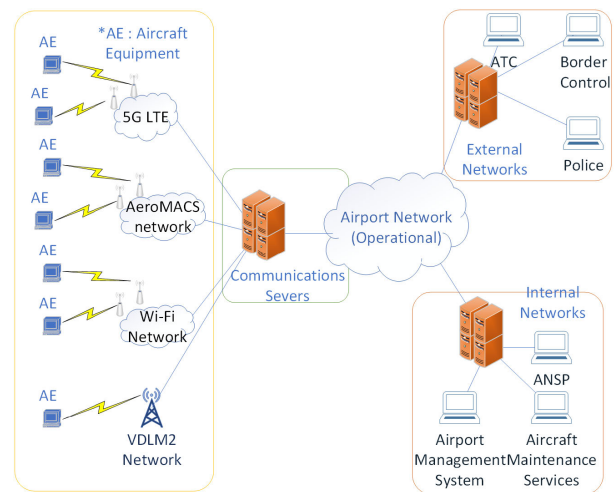 *AE : Aircraft
Equipment
AE
AE
5G LTE
AE
AE
AeroMACS
network
AE
AE
Wi-Fi
Network
AE
VDLM2
Network
Communications
Severs
Airport Network
(Operational)
ATC
Border
Control
External
Networks
Police
Internal
Networks
ANSP
Airport
Management
System
Aircraft
Maintenance
Services